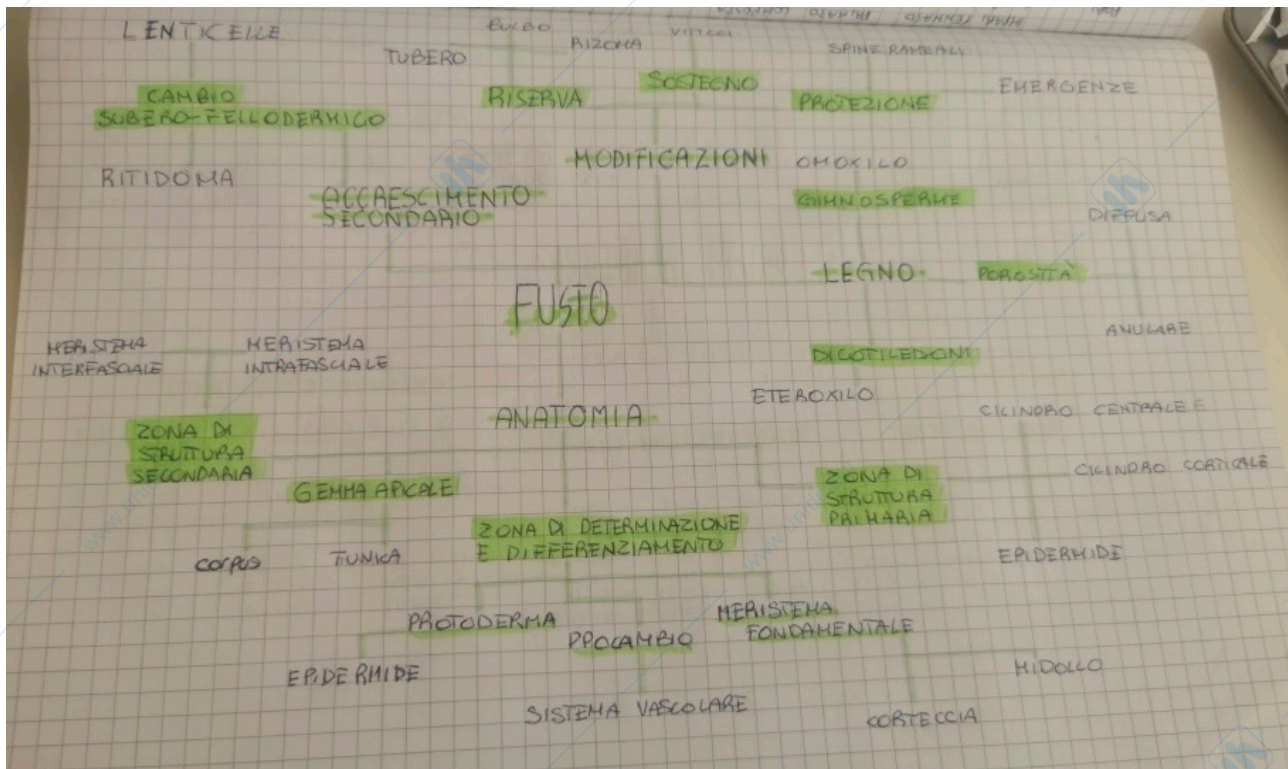 LENTICELLE
TUBERO
BULBO
RIZOMA
VITICCI
SPINE RAMEALI
EMERGENZE
CAMBIO
SUBERO-FELLODERMICO
RISERVA
SOSTEGNO
PROTEZIONE
RITIDOMA
ACCRESCIMENTO
SECONDARIO
MODIFICAZIONI
OMOXILO
GIMNOSPERME
DIFFUSA
LEGNO
POROSITÀ
FUSTO
ANULARE
MERISTEMA
INTERFASCIALE
MERISTEMA
INTRAFASCIALE
DICOTILEDONI
ETEROXILO
ANATOMIA
CILINDRO CENTRALE E
ZONA DI
STRUTTURA
SECONDARIA
GEMMA APICALE
ZONA DI
STRUTTURA
PRIMARIA
CILINDRO CORTICALE
ZONA DI DETERMINAZIONE
E DIFFERENZIAMENTO
corpus
TUNICA
EPIDERMIDE
PROTODERMA
PROCAMBIO
MERISTEMA
FONDAMENTALE
EPIDERMIDE
SISTEMA VASCOLARE
MIDOLLO
CORTECCIA